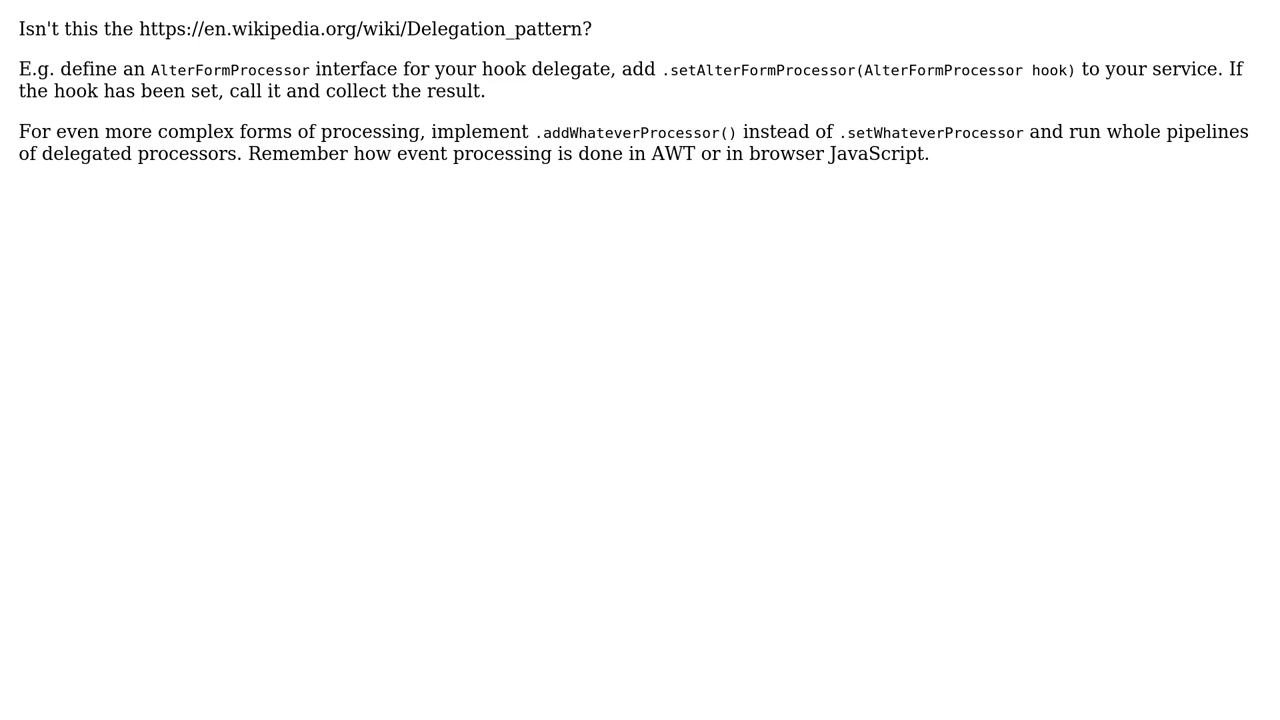 Isn't this the https://en.wikipedia.org/wiki/Delegation_pattern?
E.g. define an AlterFormProcessor interface for your hook delegate, add .setAlterFormProcessor(AlterFormProcessor hook) to your service. If
the hook has been set, call it and collect the result.
For even more complex forms of processing, implement .addWhateverProcessor() instead of .setWhateverProcessor and run whole pipelines
of delegated processors. Remember how event processing is done in AWT or in browser JavaScript.